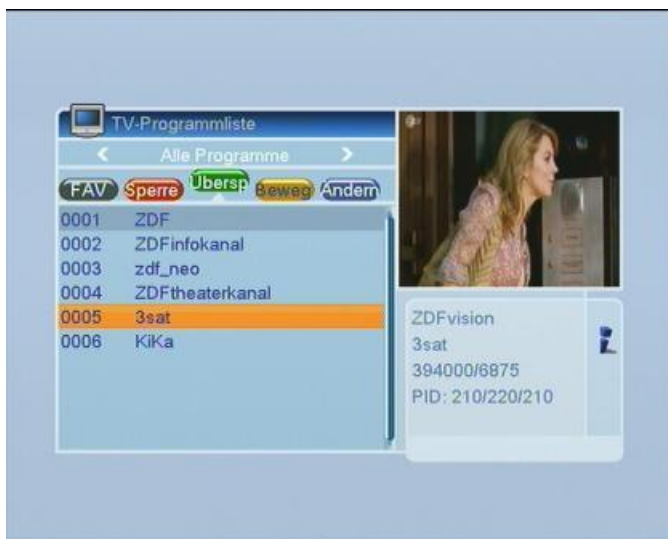 TV-Programmliste
Alle Programme
FAV Sperre Übersp Beweg Ändern
0001 ZDF
0002 ZDFinfokanal
0003 zdf_neo
0004 ZDFtheaterkanal
0005 3sat
0006 KiKa
ZDFvision
3sat
394000/6875
PID: 210/220/210